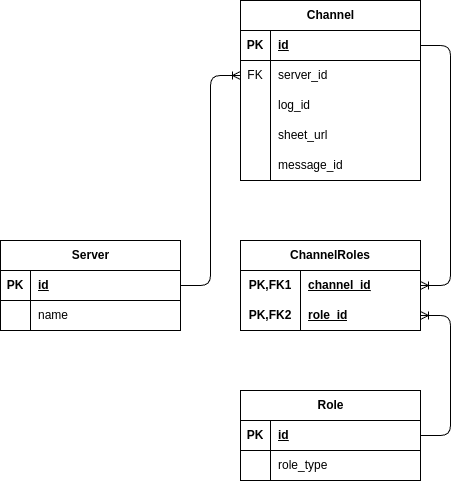 Channel
PK id
FK server_id
log_id
sheet_url
message_id
Server
PK id
name
ChannelRoles
PK,FK1 channel_id
PK,FK2 role_id
Role
PK id
role_type